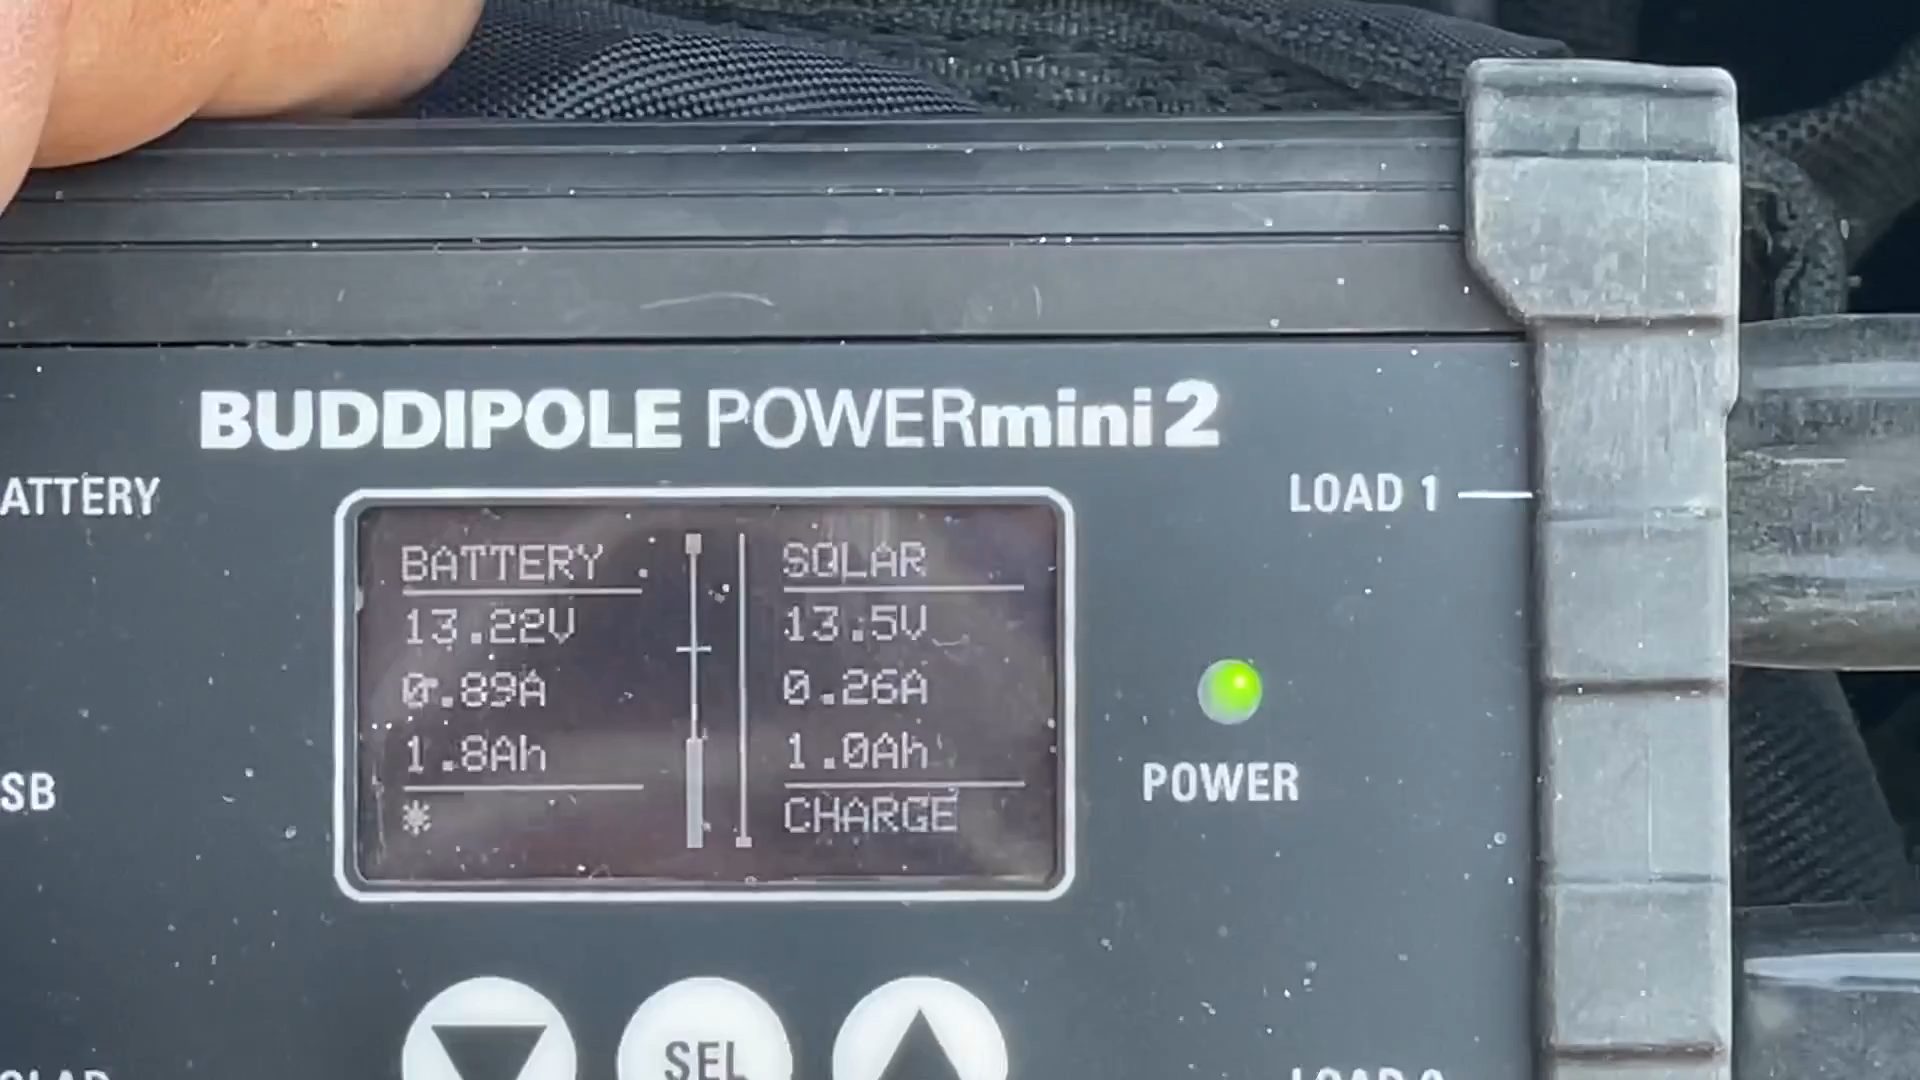 BUDDIPOLE POWERmini2
ATTERY
LOAD 1
BATTERY
13.22V
0.89A
1.8Ah
*
SOLAR
13.5V
0.26A
1.0Ah
CHARGE
SB
POWER
SEL